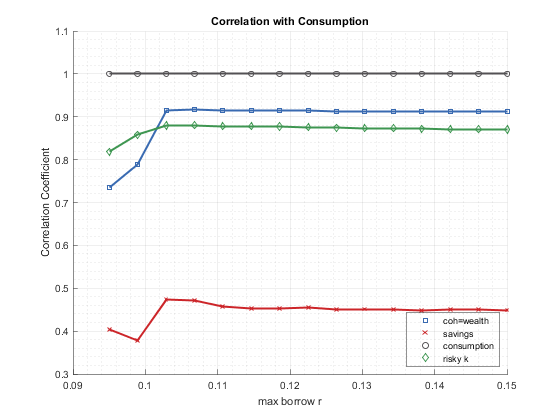 Correlation with Consumption
1.1
1
0.9
0.8
0.7
0.6
0.5
0.4
0.3
Correlation Coefficient
0.09
0.1
0.11
0.12
0.13
0.14
0.15
max borrow r
coh=wealth
savings
consumption
risky k